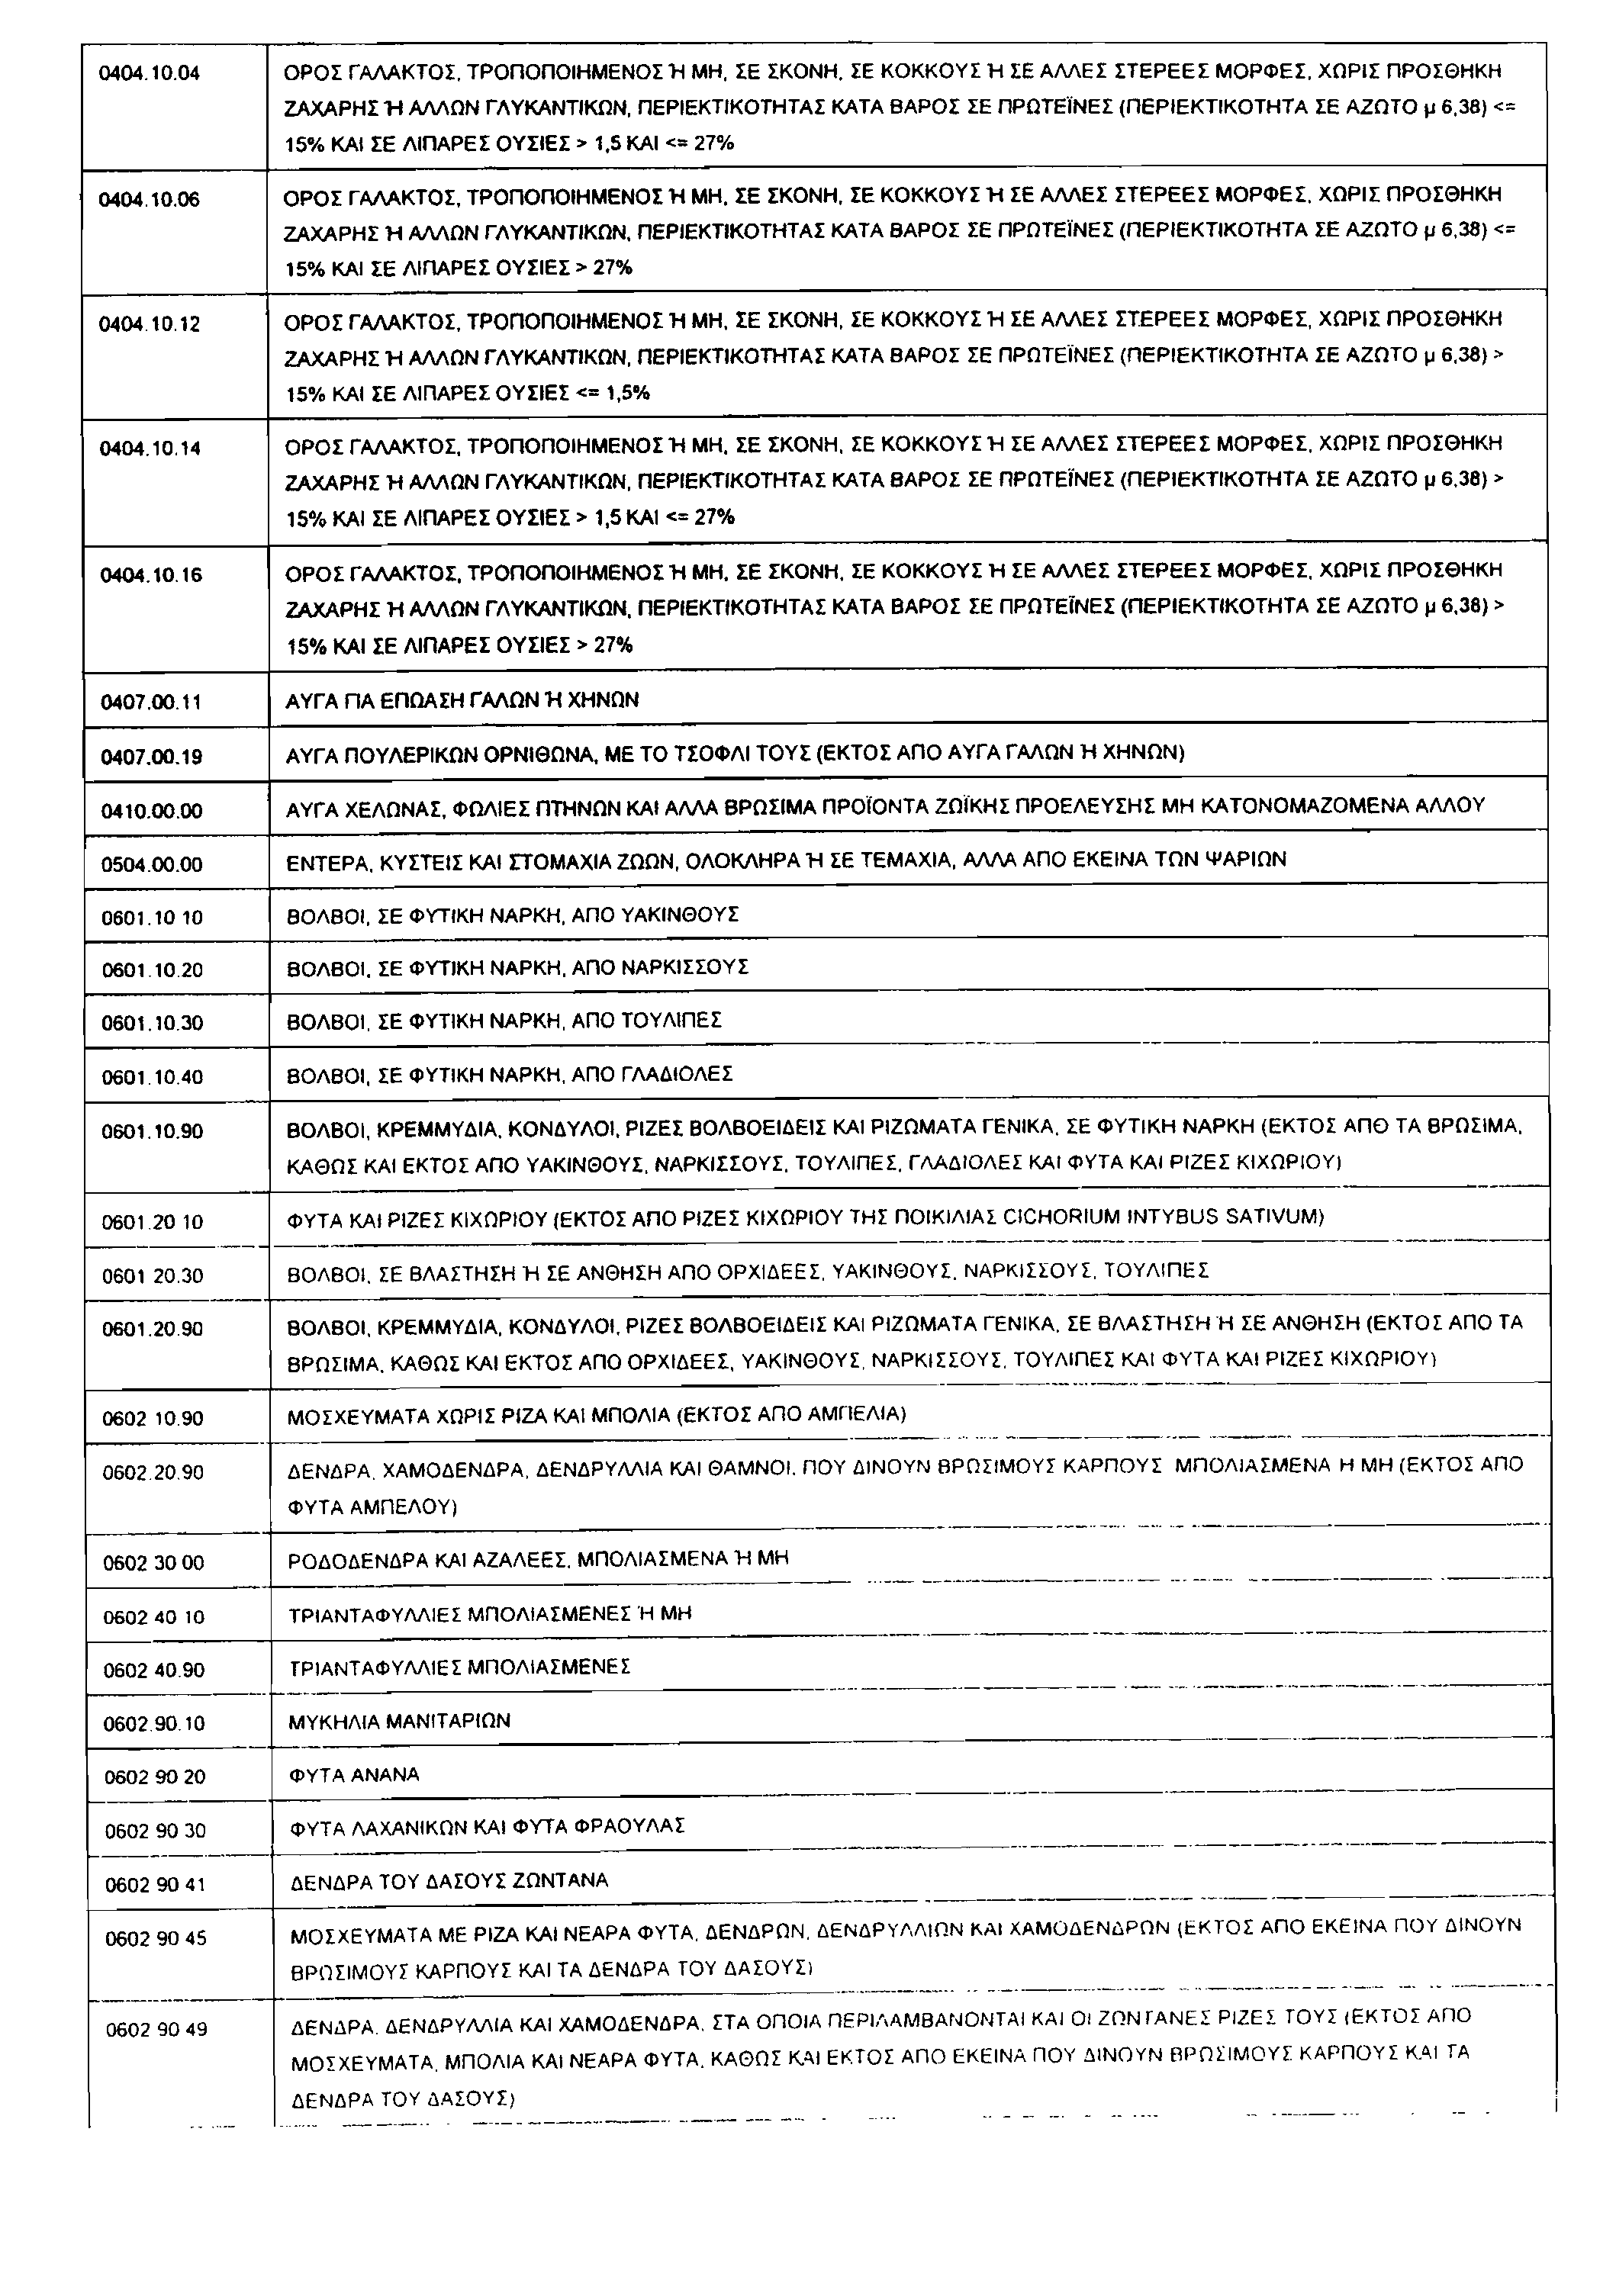 0404.10.04 ΟΡΟΣ ΓΑΛΑΚΤΟΣ, ΤΡΟΠΟΠΟΙΗΜΕΝΟΣ Ή ΜΗ, ΣΕ ΣΚΟΝΗ, ΣΕ ΚΟΚΚΟΥΣ Ή ΣΕ ΑΛΛΕΣ ΣΤΕΡΕΕΣ ΜΟΡΦΕΣ, ΧΩΡΙΣ ΠΡΟΣΘΗΚΗ
ΖΑΧΑΡΗΣ Ή ΑΛΛΩΝ ΓΛΥΚΑΝΤΙΚΩΝ, ΠΕΡΙΕΚΤΙΚΟΤΗΤΑΣ ΚΑΤΑ ΒΑΡΟΣ ΣΕ ΠΡΩΤΕΪΝΕΣ (ΠΕΡΙΕΚΤΙΚΟΤΗΤΑ ΣΕ ΑΖΩΤΟ μ 6,38) <=
15% ΚΑΙ ΣΕ ΛΙΠΑΡΕΣ ΟΥΣΙΕΣ > 1,5 ΚΑΙ <= 27%
0404.10.06 ΟΡΟΣ ΓΑΛΑΚΤΟΣ, ΤΡΟΠΟΠΟΙΗΜΕΝΟΣ Ή ΜΗ, ΣΕ ΣΚΟΝΗ, ΣΕ ΚΟΚΚΟΥΣ Ή ΣΕ ΑΛΛΕΣ ΣΤΕΡΕΕΣ ΜΟΡΦΕΣ, ΧΩΡΙΣ ΠΡΟΣΘΗΚΗ
ΖΑΧΑΡΗΣ Ή ΑΛΛΩΝ ΓΛΥΚΑΝΤΙΚΩΝ, ΠΕΡΙΕΚΤΙΚΟΤΗΤΑΣ ΚΑΤΑ ΒΑΡΟΣ ΣΕ ΠΡΩΤΕΪΝΕΣ (ΠΕΡΙΕΚΤΙΚΟΤΗΤΑ ΣΕ ΑΖΩΤΟ μ 6,38) <=
15% ΚΑΙ ΣΕ ΛΙΠΑΡΕΣ ΟΥΣΙΕΣ > 27%
0404.10.12 ΟΡΟΣ ΓΑΛΑΚΤΟΣ, ΤΡΟΠΟΠΟΙΗΜΕΝΟΣ Ή ΜΗ, ΣΕ ΣΚΟΝΗ, ΣΕ ΚΟΚΚΟΥΣ Ή ΣΕ ΑΛΛΕΣ ΣΤΕΡΕΕΣ ΜΟΡΦΕΣ, ΧΩΡΙΣ ΠΡΟΣΘΗΚΗ
ΖΑΧΑΡΗΣ Ή ΑΛΛΩΝ ΓΛΥΚΑΝΤΙΚΩΝ, ΠΕΡΙΕΚΤΙΚΟΤΗΤΑΣ ΚΑΤΑ ΒΑΡΟΣ ΣΕ ΠΡΩΤΕΪΝΕΣ (ΠΕΡΙΕΚΤΙΚΟΤΗΤΑ ΣΕ ΑΖΩΤΟ μ 6,38) >
15% ΚΑΙ ΣΕ ΛΙΠΑΡΕΣ ΟΥΣΙΕΣ <= 1,5%
0404.10.14 ΟΡΟΣ ΓΑΛΑΚΤΟΣ, ΤΡΟΠΟΠΟΙΗΜΕΝΟΣ Ή ΜΗ, ΣΕ ΣΚΟΝΗ, ΣΕ ΚΟΚΚΟΥΣ Ή ΣΕ ΑΛΛΕΣ ΣΤΕΡΕΕΣ ΜΟΡΦΕΣ, ΧΩΡΙΣ ΠΡΟΣΘΗΚΗ
ΖΑΧΑΡΗΣ Ή ΑΛΛΩΝ ΓΛΥΚΑΝΤΙΚΩΝ, ΠΕΡΙΕΚΤΙΚΟΤΗΤΑΣ ΚΑΤΑ ΒΑΡΟΣ ΣΕ ΠΡΩΤΕΪΝΕΣ (ΠΕΡΙΕΚΤΙΚΟΤΗΤΑ ΣΕ ΑΖΩΤΟ μ 6,38) >
15% ΚΑΙ ΣΕ ΛΙΠΑΡΕΣ ΟΥΣΙΕΣ > 1,5 ΚΑΙ <= 27%
0404.10.16 ΟΡΟΣ ΓΑΛΑΚΤΟΣ, ΤΡΟΠΟΠΟΙΗΜΕΝΟΣ Ή ΜΗ, ΣΕ ΣΚΟΝΗ, ΣΕ ΚΟΚΚΟΥΣ Ή ΣΕ ΑΛΛΕΣ ΣΤΕΡΕΕΣ ΜΟΡΦΕΣ, ΧΩΡΙΣ ΠΡΟΣΘΗΚΗ
ΖΑΧΑΡΗΣ Ή ΑΛΛΩΝ ΓΛΥΚΑΝΤΙΚΩΝ, ΠΕΡΙΕΚΤΙΚΟΤΗΤΑΣ ΚΑΤΑ ΒΑΡΟΣ ΣΕ ΠΡΩΤΕΪΝΕΣ (ΠΕΡΙΕΚΤΙΚΟΤΗΤΑ ΣΕ ΑΖΩΤΟ μ 6,38) >
15% ΚΑΙ ΣΕ ΛΙΠΑΡΕΣ ΟΥΣΙΕΣ > 27%
0407.00.11 ΑΥΓΑ ΓΙΑ ΕΠΩΑΣΗ ΓΑΛΩΝ Ή ΧΗΝΩΝ
0407.00.19 ΑΥΓΑ ΠΟΥΛΕΡΙΚΩΝ ΟΡΝΙΘΩΝΑ, ΜΕ ΤΟ ΤΣΟΦΛΙ ΤΟΥΣ (ΕΚΤΟΣ ΑΠΟ ΑΥΓΑ ΓΑΛΩΝ Ή ΧΗΝΩΝ)
0410.00.00 ΑΥΓΑ ΧΕΛΩΝΑΣ, ΦΩΛΙΕΣ ΠΤΗΝΩΝ ΚΑΙ ΑΛΛΑ ΒΡΩΣΙΜΑ ΠΡΟΪΟΝΤΑ ΖΩΪΚΗΣ ΠΡΟΕΛΕΥΣΗΣ ΜΗ ΚΑΤΟΝΟΜΑΖΟΜΕΝΑ ΑΛΛΟΥ
0504.00.00 ΕΝΤΕΡΑ, ΚΥΣΤΕΙΣ ΚΑΙ ΣΤΟΜΑΧΙΑ ΖΩΩΝ, ΟΛΟΚΛΗΡΑ Ή ΣΕ ΤΕΜΑΧΙΑ, ΑΛΛΑ ΑΠΟ ΕΚΕΙΝΑ ΤΩΝ ΨΑΡΙΩΝ
0601.10 10 ΒΟΛΒΟΙ, ΣΕ ΦΥΤΙΚΗ ΝΑΡΚΗ, ΑΠΟ ΥΑΚΙΝΘΟΥΣ
0601.10.20 ΒΟΛΒΟΙ, ΣΕ ΦΥΤΙΚΗ ΝΑΡΚΗ, ΑΠΟ ΝΑΡΚΙΣΣΟΥΣ
0601.10.30 ΒΟΛΒΟΙ, ΣΕ ΦΥΤΙΚΗ ΝΑΡΚΗ, ΑΠΟ ΤΟΥΛΙΠΕΣ
0601.10.40 ΒΟΛΒΟΙ, ΣΕ ΦΥΤΙΚΗ ΝΑΡΚΗ, ΑΠΟ ΓΛΑΔΙΟΛΕΣ
0601.10.90 ΒΟΛΒΟΙ, ΚΡΕΜΜΥΔΙΑ, ΚΟΝΔΥΛΟΙ, ΡΙΖΕΣ ΒΟΛΒΟΕΙΔΕΙΣ ΚΑΙ ΡΙΖΩΜΑΤΑ ΓΕΝΙΚΑ, ΣΕ ΦΥΤΙΚΗ ΝΑΡΚΗ (ΕΚΤΟΣ ΑΠΟ ΤΑ ΒΡΩΣΙΜΑ,
ΚΑΘΩΣ ΚΑΙ ΕΚΤΟΣ ΑΠΟ ΥΑΚΙΝΘΟΥΣ, ΝΑΡΚΙΣΣΟΥΣ, ΤΟΥΛΙΠΕΣ, ΓΛΑΔΙΟΛΕΣ ΚΑΙ ΦΥΤΑ ΚΑΙ ΡΙΖΕΣ ΚΙΧΩΡΙΟΥ)
0601.20 10 ΦΥΤΑ ΚΑΙ ΡΙΖΕΣ ΚΙΧΩΡΙΟΥ (ΕΚΤΟΣ ΑΠΟ ΡΙΖΕΣ ΚΙΧΩΡΙΟΥ ΤΗΣ ΠΟΙΚΙΛΙΑΣ CICHORIUM INTYBUS SATIVUM)
0601 20.30 ΒΟΛΒΟΙ, ΣΕ ΒΛΑΣΤΗΣΗ Ή ΣΕ ΑΝΘΗΣΗ ΑΠΟ ΟΡΧΙΔΕΕΣ, ΥΑΚΙΝΘΟΥΣ, ΝΑΡΚΙΣΣΟΥΣ, ΤΟΥΛΙΠΕΣ
0601.20.90 ΒΟΛΒΟΙ, ΚΡΕΜΜΥΔΙΑ, ΚΟΝΔΥΛΟΙ, ΡΙΖΕΣ ΒΟΛΒΟΕΙΔΕΙΣ ΚΑΙ ΡΙΖΩΜΑΤΑ ΓΕΝΙΚΑ, ΣΕ ΒΛΑΣΤΗΣΗ Ή ΣΕ ΑΝΘΗΣΗ (ΕΚΤΟΣ ΑΠΟ ΤΑ
ΒΡΩΣΙΜΑ, ΚΑΘΩΣ ΚΑΙ ΕΚΤΟΣ ΑΠΟ ΟΡΧΙΔΕΕΣ, ΥΑΚΙΝΘΟΥΣ, ΝΑΡΚΙΣΣΟΥΣ, ΤΟΥΛΙΠΕΣ ΚΑΙ ΦΥΤΑ ΚΑΙ ΡΙΖΕΣ ΚΙΧΩΡΙΟΥ)
0602 10.90 ΜΟΣΧΕΥΜΑΤΑ ΧΩΡΙΣ ΡΙΖΑ ΚΑΙ ΜΠΟΛΙΑ (ΕΚΤΟΣ ΑΠΟ ΑΜΠΕΛΙΑ)
0602.20.90 ΔΕΝΔΡΑ, ΧΑΜΟΔΕΝΔΡΑ, ΔΕΝΔΡΥΛΛΙΑ ΚΑΙ ΘΑΜΝΟΙ, ΠΟΥ ΔΙΝΟΥΝ ΒΡΩΣΙΜΟΥΣ ΚΑΡΠΟΥΣ ΜΠΟΛΙΑΣΜΕΝΑ Η ΜΗ (ΕΚΤΟΣ ΑΠΟ
ΦΥΤΑ ΑΜΠΕΛΟΥ)
0602 30 00 ΡΟΔΟΔΕΝΔΡΑ ΚΑΙ ΑΖΑΛΕΕΣ, ΜΠΟΛΙΑΣΜΕΝΑ Ή ΜΗ
0602 40 10 ΤΡΙΑΝΤΑΦΥΛΛΙΕΣ ΜΠΟΛΙΑΣΜΕΝΕΣ Ή ΜΗ
0602 40.90 ΤΡΙΑΝΤΑΦΥΛΛΙΕΣ ΜΠΟΛΙΑΣΜΕΝΕΣ
0602.90.10 ΜΥΚΗΛΙΑ ΜΑΝΙΤΑΡΙΩΝ
0602 90 20 ΦΥΤΑ ΑΝΑΝΑ
0602 90 30 ΦΥΤΑ ΛΑΧΑΝΙΚΩΝ ΚΑΙ ΦΥΤΑ ΦΡΑΟΥΛΑΣ
0602 90 41 ΔΕΝΔΡΑ ΤΟΥ ΔΑΣΟΥΣ ΖΩΝΤΑΝΑ
0602 90 45 ΜΟΣΧΕΥΜΑΤΑ ΜΕ ΡΙΖΑ ΚΑΙ ΝΕΑΡΑ ΦΥΤΑ, ΔΕΝΔΡΩΝ, ΔΕΝΔΡΥΛΛΙΩΝ ΚΑΙ ΧΑΜΟΔΕΝΔΡΩΝ (ΕΚΤΟΣ ΑΠΟ ΕΚΕΙΝΑ ΠΟΥ ΔΙΝΟΥΝ
ΒΡΩΣΙΜΟΥΣ ΚΑΡΠΟΥΣ ΚΑΙ ΤΑ ΔΕΝΔΡΑ ΤΟΥ ΔΑΣΟΥΣ)
0602 90 49 ΔΕΝΔΡΑ, ΔΕΝΔΡΥΛΛΙΑ ΚΑΙ ΧΑΜΟΔΕΝΔΡΑ, ΣΤΑ ΟΠΟΙΑ ΠΕΡΙΛΑΜΒΑΝΟΝΤΑΙ ΚΑΙ ΟΙ ΖΩΝΤΑΝΕΣ ΡΙΖΕΣ ΤΟΥΣ (ΕΚΤΟΣ ΑΠΟ
ΜΟΣΧΕΥΜΑΤΑ, ΜΠΟΛΙΑ ΚΑΙ ΝΕΑΡΑ ΦΥΤΑ, ΚΑΘΩΣ ΚΑΙ ΕΚΤΟΣ ΑΠΟ ΕΚΕΙΝΑ ΠΟΥ ΔΙΝΟΥΝ ΒΡΩΣΙΜΟΥΣ ΚΑΡΠΟΥΣ ΚΑΙ ΤΑ
ΔΕΝΔΡΑ ΤΟΥ ΔΑΣΟΥΣ)